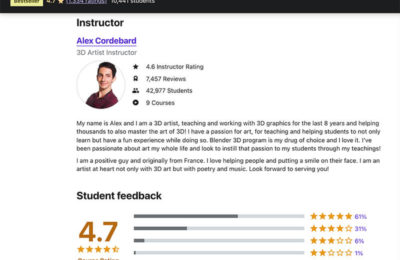 Bestseller 4.7 (1,334 ratings) 10,441 students
Instructor
Alex Cordebard
3D Artist Instructor
4.6 Instructor Rating
7,457 Reviews
42,977 Students
9 Courses
My name is Alex and I am a 3D artist, teaching and working with 3D graphics for the last 8 years and helping
thousands to also master the art of 3D! I have a passion for art, for teaching and helping students to not only
learn but have a fun experience while doing so. Blender 3D program is my drug of choice and I love it. I've
been passionate about art my whole life and look to instill that passion to my students through my teachings!
I am a positive guy and originally from France. I love helping people and putting a smile on their face. I am an
artist at heart not only with 3D art but with poetry and music. Look forward to serving you!
Student feedback
4.7
61%
31%
6%
1%
Course Rating